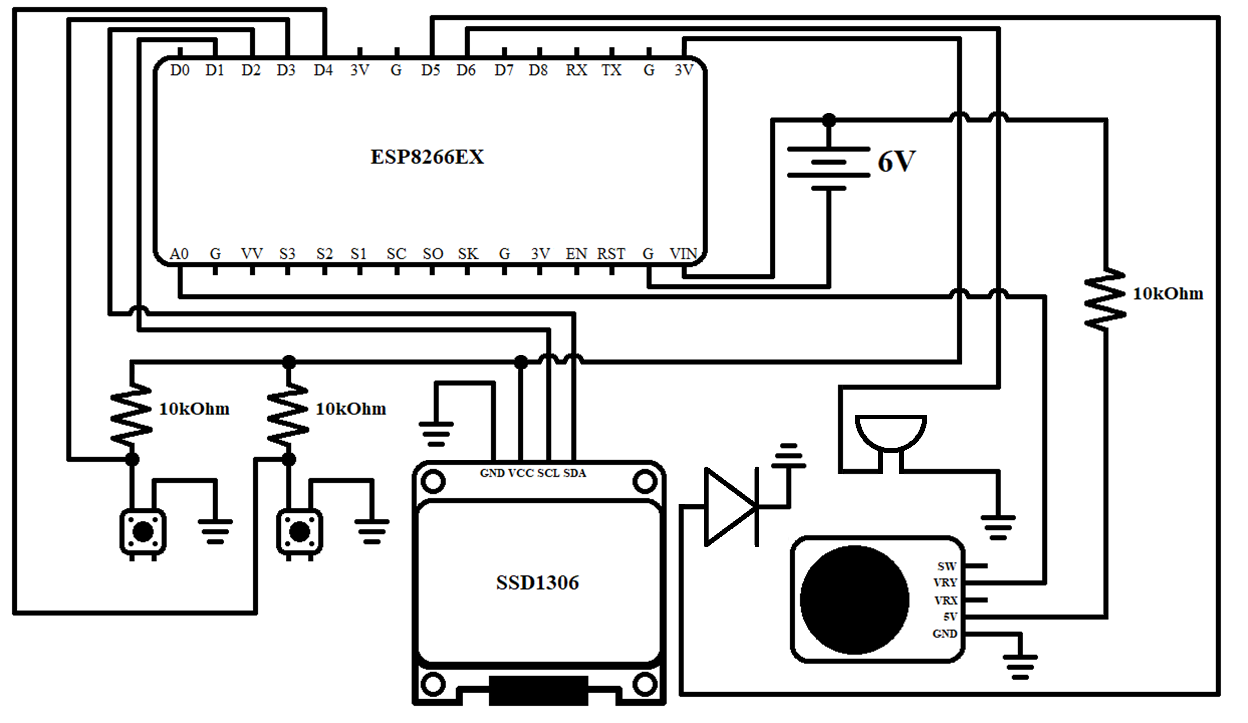 D0 D1 D2 D3 D4 3V G D5 D6 D7 D8 RX TX G 3V
ESP8266EX
6V
A0 G VV S3 S2 S1 SC SO SK G 3V EN RST G VIN
10kOhm
10kOhm 10kOhm
GND VCC SCL SDA
SSD1306
SW
VRY
VRX
5V
GND